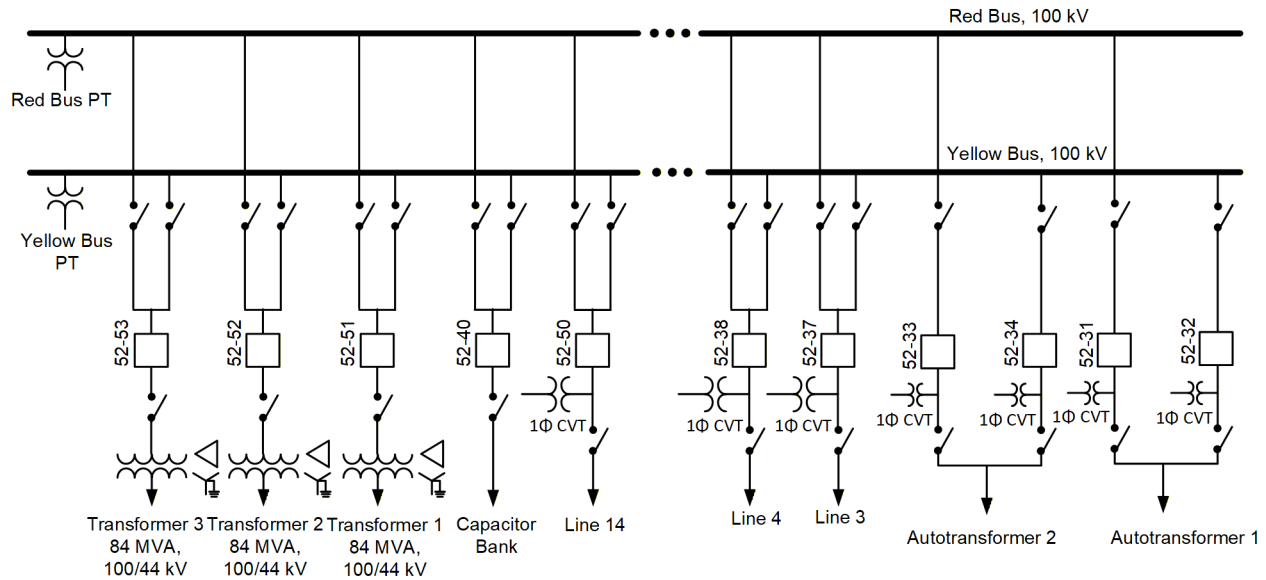 Red Bus, 100 kV
Red Bus PT
Yellow Bus, 100 kV
Yellow Bus
PT
52-53
52-52
52-51
52-40
52-50
52-38
52-37
52-33
52-34
52-31
52-32
1Φ CVT
1Φ CVT
1Φ CVT
1Φ CVT
1Φ CVT
1Φ CVT
1Φ CVT
Transformer 3
84 MVA,
100/44 kV
Transformer 2
84 MVA,
100/44 kV
Transformer 1
84 MVA,
100/44 kV
Capacitor
Bank
Line 14
Line 4
Line 3
Autotransformer 2
Autotransformer 1